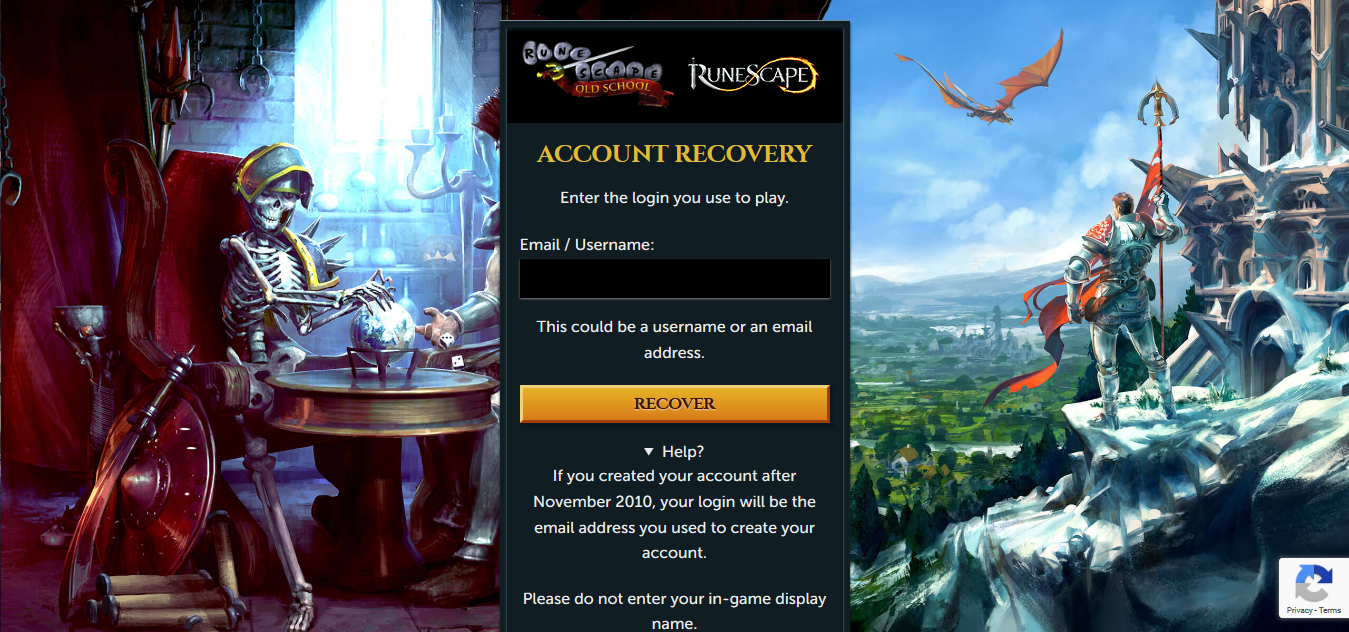 RUNE
SCAPE
OLD SCHOOL
RUNESCAPE
ACCOUNT RECOVERY
Enter the login you use to play.
Email / Username:
This could be a username or an email
address.
RECOVER
▼ Help?
If you created your account after
November 2010, your login will be the
email address you used to create your
account.
Please do not enter your in-game display
name.
Privacy - Terms